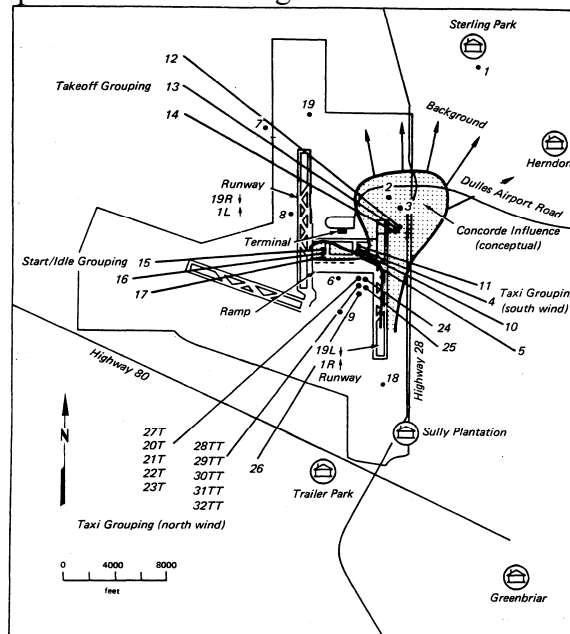 Sterling Park
1
12
Takeoff Grouping
13
14
19
7
Background
Herndon
Dulles Airport Road
2
3
Runway
19R
1L
8
Concorde Influence
(conceptual)
Terminal
Start/Idle Grouping
15
16
17
Ramp
6
9
11
4
Taxi Grouping
(south wind)
10
5
24
25
19L
1R
Runway
18
Highway 28
Highway 80
N
27T
20T
21T
22T
23T
28TT
29TT
30TT
31TT
32TT
26
Sully Plantation
Trailer Park
Taxi Grouping (north wind)
0 4000 8000
feet
Greenbriar